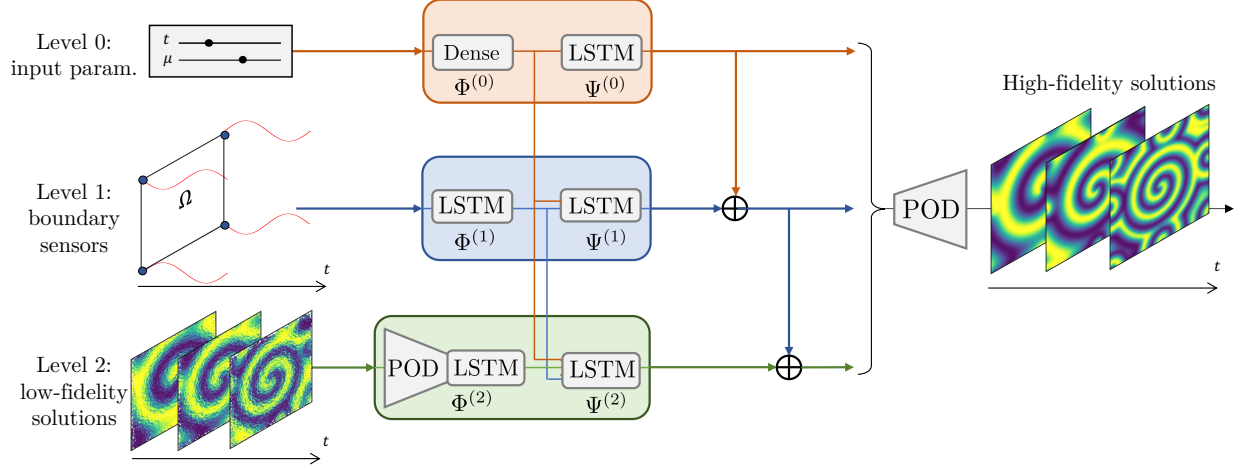 Level 0:
input param.
t
μ
Dense
Φ(0)
LSTM
Ψ(0)
High-fidelity solutions
Level 1:
boundary
sensors
Ω
t
LSTM
Φ(1)
LSTM
Ψ(1)
POD
t
Level 2:
low-fidelity
solutions
t
POD
LSTM
Φ(2)
LSTM
Ψ(2)